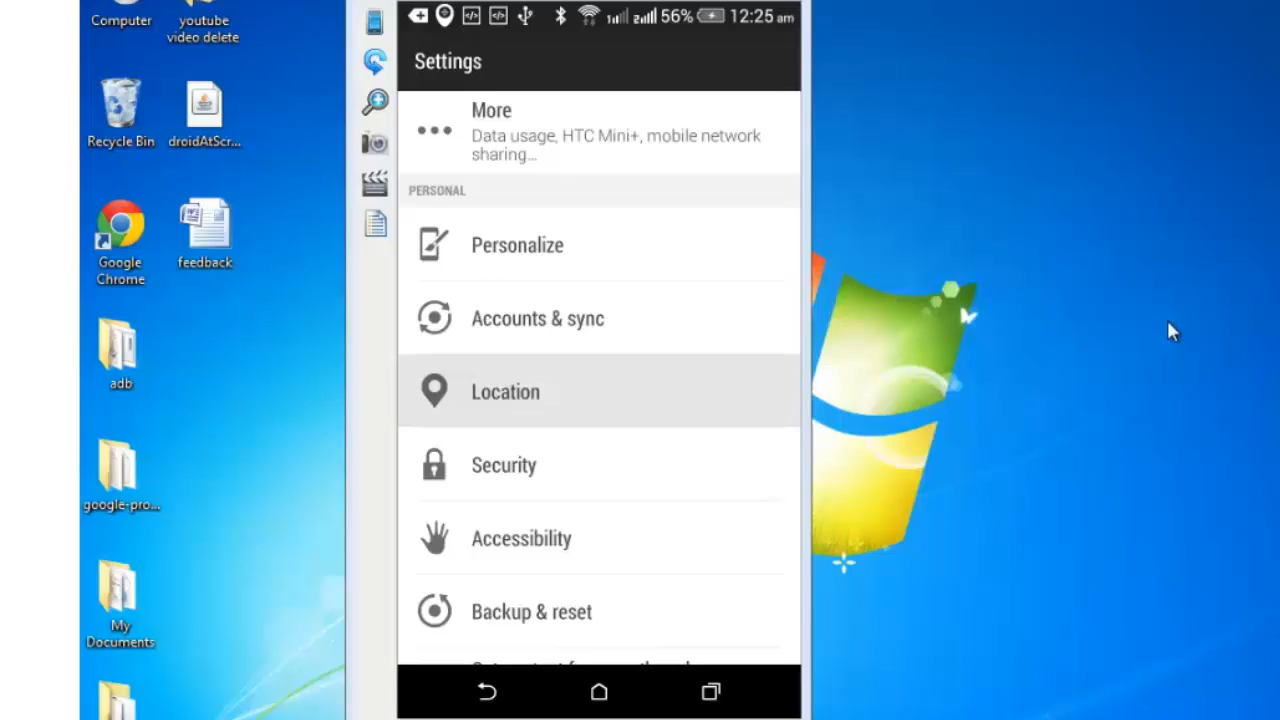 Computer
youtube
video delete
Recycle Bin
droidAtScr...
Google
Chrome
feedback
adb
google-pro...
My
Documents
56%
12:25 am
Settings
More
Data usage, HTC Mini+, mobile network
sharing...
PERSONAL
Personalize
Accounts & sync
Location
Security
Accessibility
Backup & reset